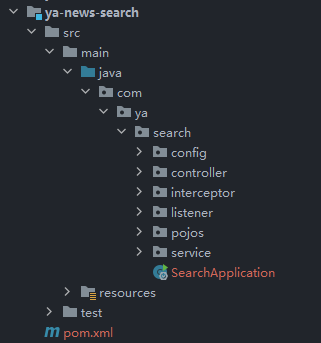 ya-news-search
src
main
java
com
ya
search
config
controller
interceptor
listener
pojos
service
SearchApplication
resources
test
pom.xml